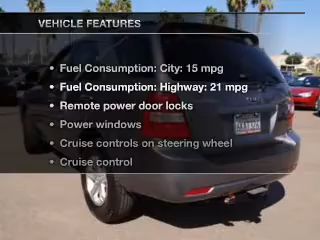 VEHICLE FEATURES
• Fuel Consumption: City: 15 mpg
• Fuel Consumption: Highway: 21 mpg
• Remote power door locks
• Power windows
• Cruise controls on steering wheel
• Cruise control